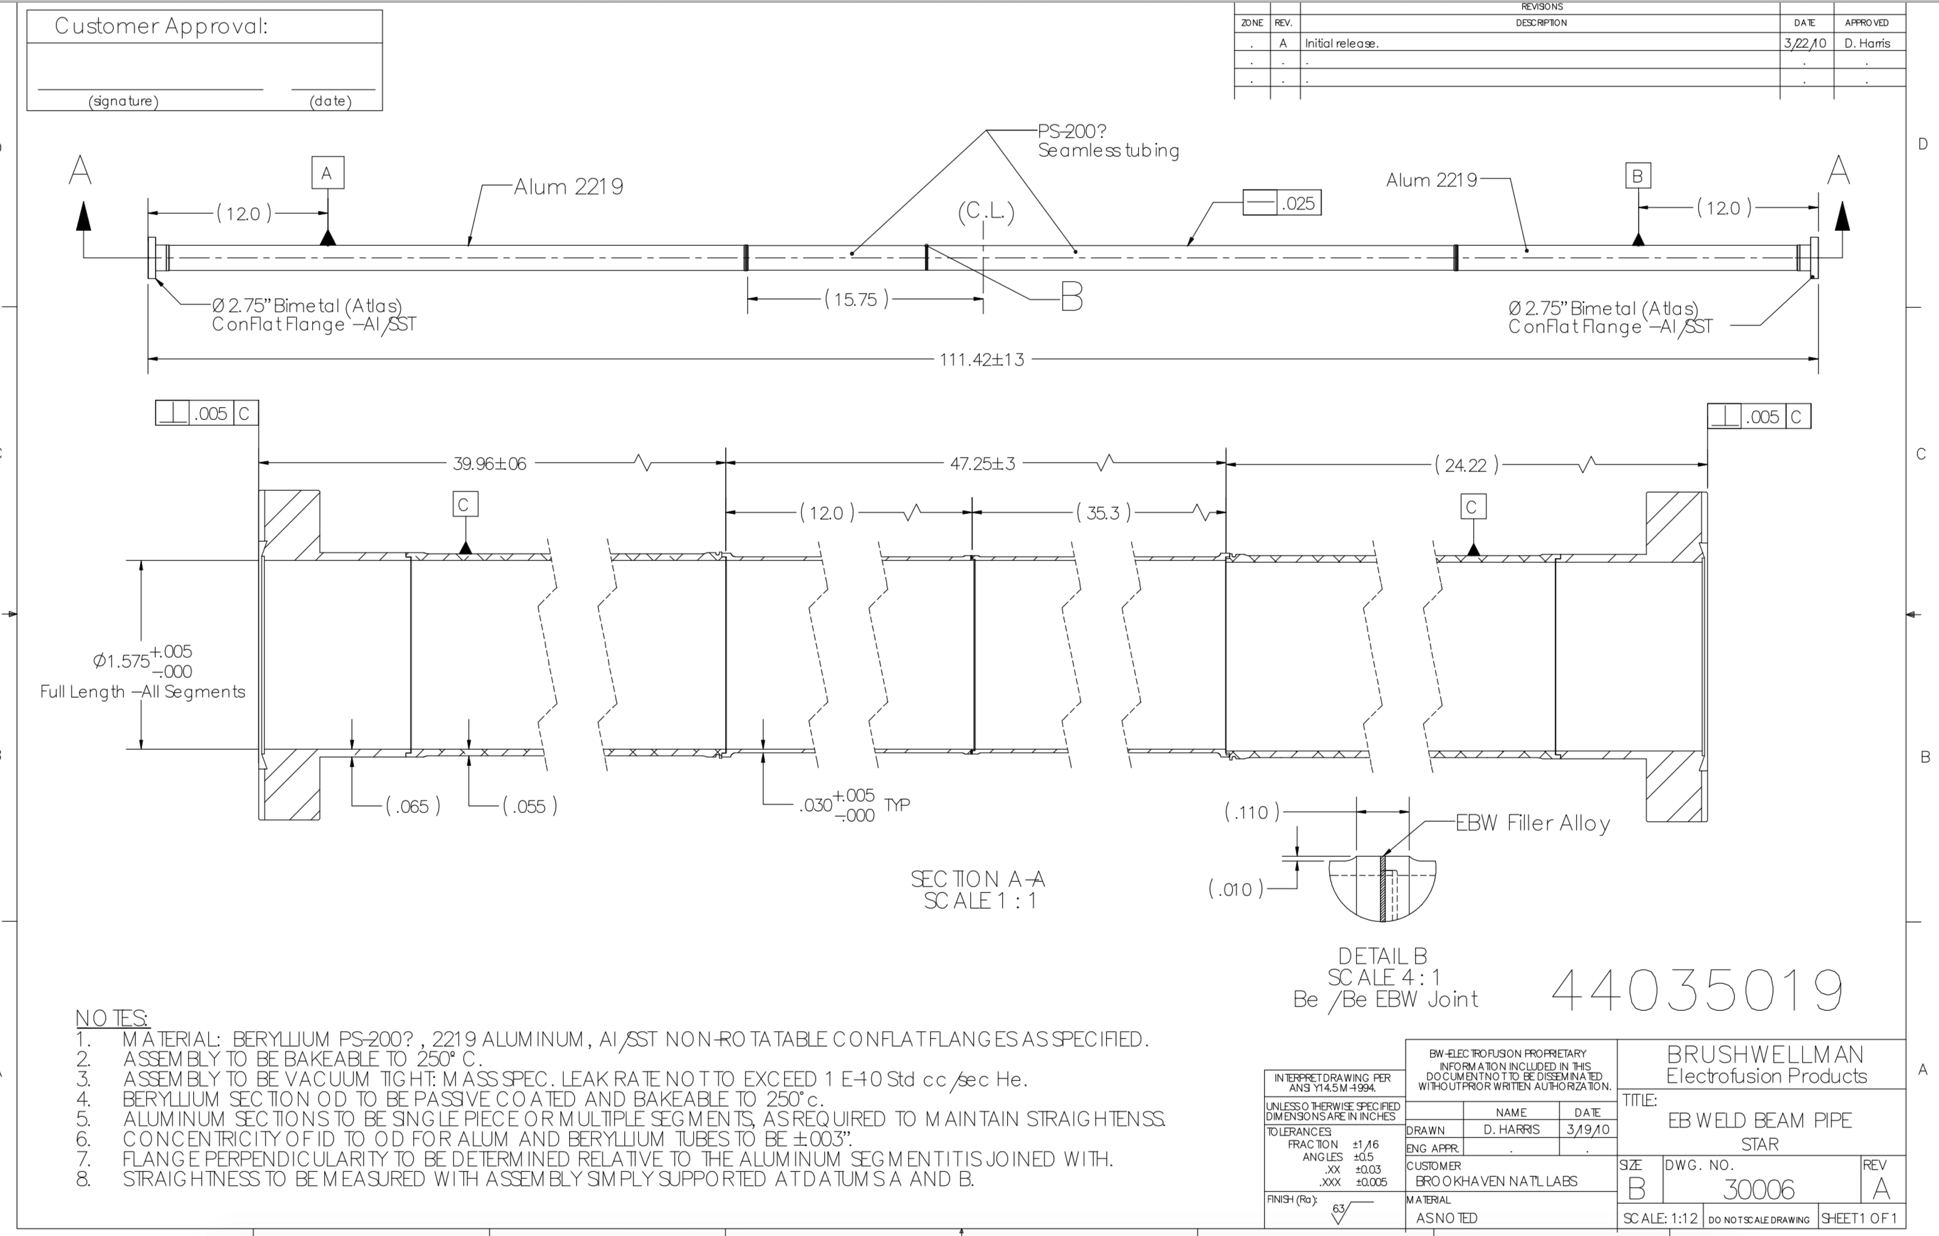 Customer Approval:
(signature)
(date)
REVISIONS
ZONE REV. DESCRIPTION DATE APPROVED
. A Initial release. 3/22/10 D. Harris
. . . . .
. . . . .
D
D
PS-200?
Seamless tubing
A
A
Alum 2219
Alum 2219
B
A
(12.0)
(C.L.)
.025
(12.0)
B
(15.75)
Ø 2.75" Bimetal (Atlas)
ConFlat Flange -Al/SST
Ø 2.75" Bimetal (Atlas)
ConFlat Flange -Al/SST
111.42±13
⊥ .005 C
⊥ .005 C
C
39.96±06
47.25±3
(24.22)
C
(12.0)
(35.3)
C
Ø1.575 +.005
-.000
Full Length -All Segments
B
B
(.065)
(.055)
.030 +.005
-.000 TYP
(.110)
EBW Filler Alloy
(.010)
SECTION A-A
SCALE 1 : 1
DETAIL B
SCALE 4 : 1
Be /Be EBW Joint
44035019
NOTES:
1. MATERIAL: BERYLLIUM PS-200? , 2219 ALUMINUM, Al/SST NON-ROTATABLE CONFLAT FLANGES AS SPECIFIED.
2. ASSEMBLY TO BE BAKEABLE TO 250° C.
3. ASSEMBLY TO BE VACUUM TIGHT: MASS SPEC. LEAK RATE NOT TO EXCEED 1 E-10 Std cc/sec He.
4. BERYLLIUM SECTION OD TO BE PASSIVE COATED AND BAKEABLE TO 250°c.
5. ALUMINUM SECTIONS TO BE SINGLE PIECE OR MULTIPLE SEGMENTS, AS REQUIRED TO MAINTAIN STRAIGHTENSS.
6. CONCENTRICITY OF ID TO OD FOR ALUM AND BERYLLIUM TUBES TO BE ±.003".
7. FLANGE PERPENDICULARITY TO BE DETERMINED RELATIVE TO THE ALUMINUM SEGMENT IT IS JOINED WITH.
8. STRAIGHTNESS TO BE MEASURED WITH ASSEMBLY SIMPLY SUPPORTED AT DATUMS A AND B.
A
INTERPRET DRAWING PER
ANSI Y14.5M-1994.
UNLESS OTHERWISE SPECIFIED
DIMENSIONS ARE IN INCHES
TOLERANCES:
FRACTION ±1/16
ANGLES ±0.5
.XX ±0.03
.XXX ±0.005
FINISH (Ra):
63
BW-ELECTROFUSION PROPRIETARY
INFORMATION INCLUDED IN THIS
DOCUMENT NOT TO BE DISSEMINATED
WITHOUT PRIOR WRITTEN AUTHORIZATION.
NAME DATE
DRAWN D. HARRIS 3/19/10
ENG APPR. . .
CUSTOMER
BROOKHAVEN NAT'L LABS
MATERIAL
AS NOTED
BRUSHWELLMAN
Electrofusion Products
TITLE:
EB WELD BEAM PIPE
STAR
SIZE DWG. NO. REV
B 30006 A
SCALE: 1:12 DO NOT SCALE DRAWING SHEET 1 OF 1